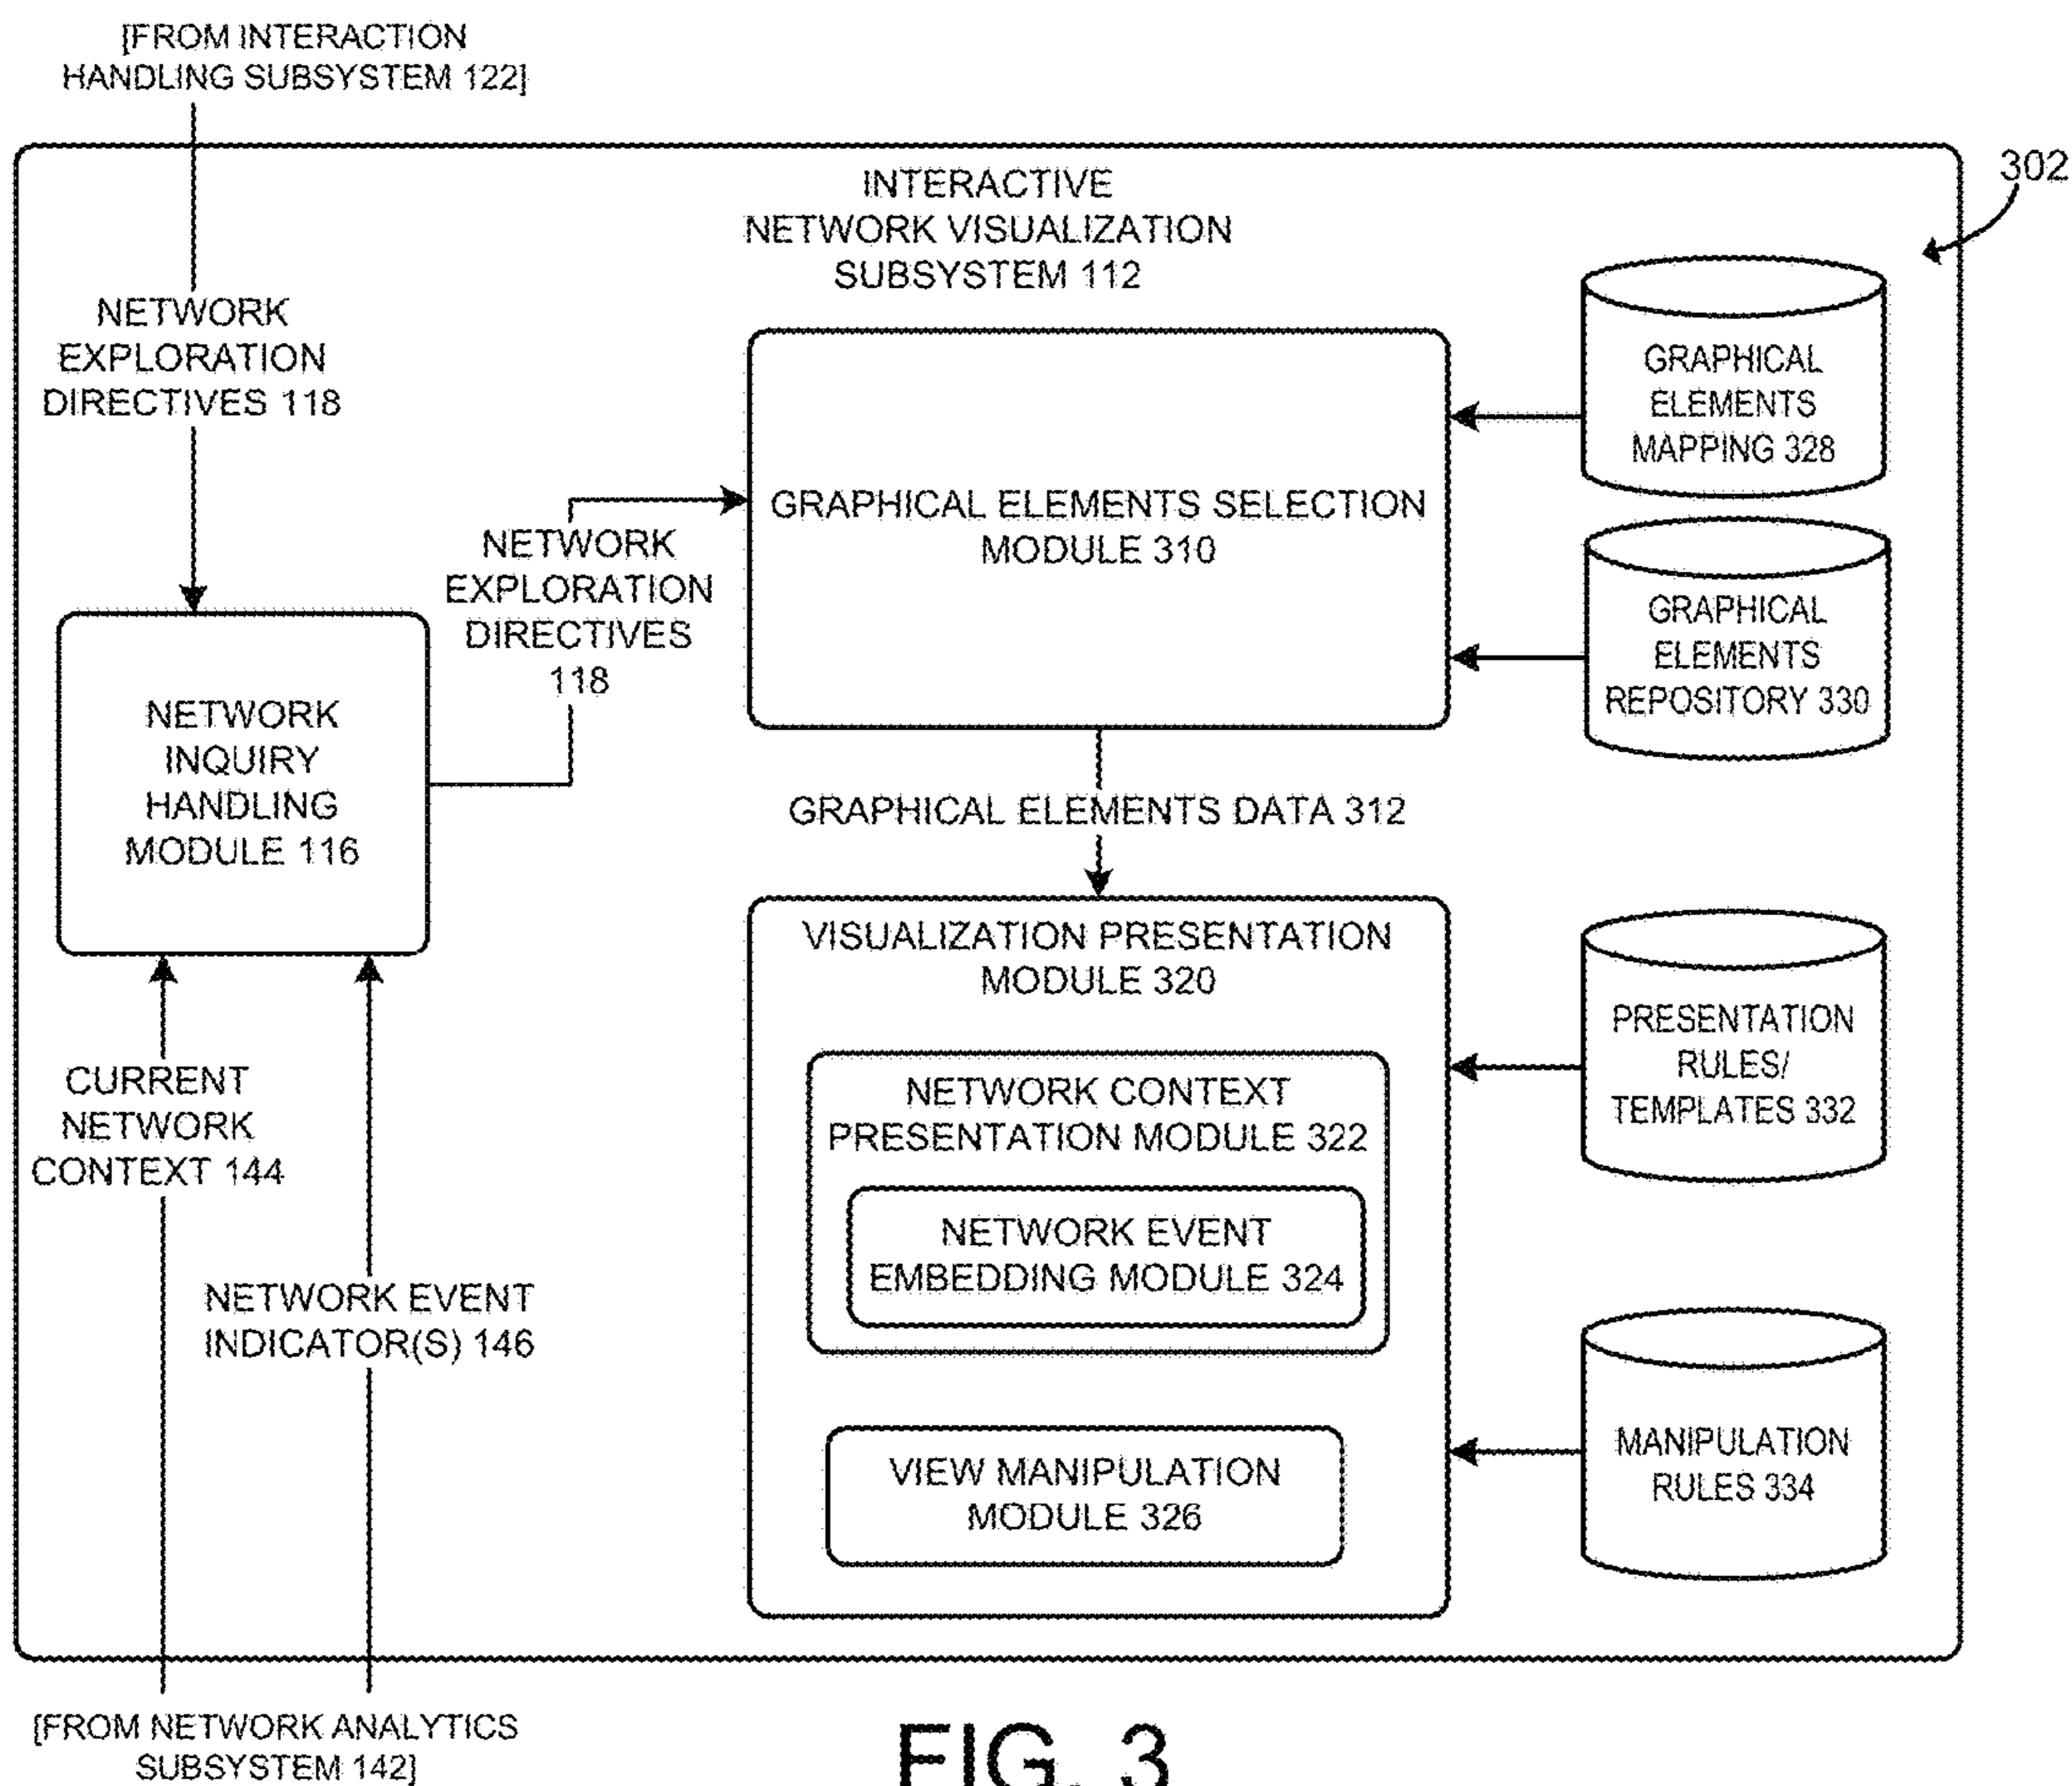 [FROM INTERACTION
HANDLING SUBSYSTEM 122]
302
INTERACTIVE
NETWORK VISUALIZATION
SUBSYSTEM 112
NETWORK
EXPLORATION
DIRECTIVES 118
GRAPHICAL
ELEMENTS
MAPPING 328
GRAPHICAL ELEMENTS SELECTION
MODULE 310
NETWORK
EXPLORATION
DIRECTIVES
118
GRAPHICAL
ELEMENTS
REPOSITORY 330
NETWORK
INQUIRY
HANDLING
MODULE 116
GRAPHICAL ELEMENTS DATA 312
VISUALIZATION PRESENTATION
MODULE 320
PRESENTATION
RULES/
TEMPLATES 332
CURRENT
NETWORK
CONTEXT 144
NETWORK CONTEXT
PRESENTATION MODULE 322
NETWORK EVENT
EMBEDDING MODULE 324
NETWORK EVENT
INDICATOR(S) 146
VIEW MANIPULATION
MODULE 326
MANIPULATION
RULES 334
[FROM NETWORK ANALYTICS
SUBSYSTEM 142]
FIG. 3